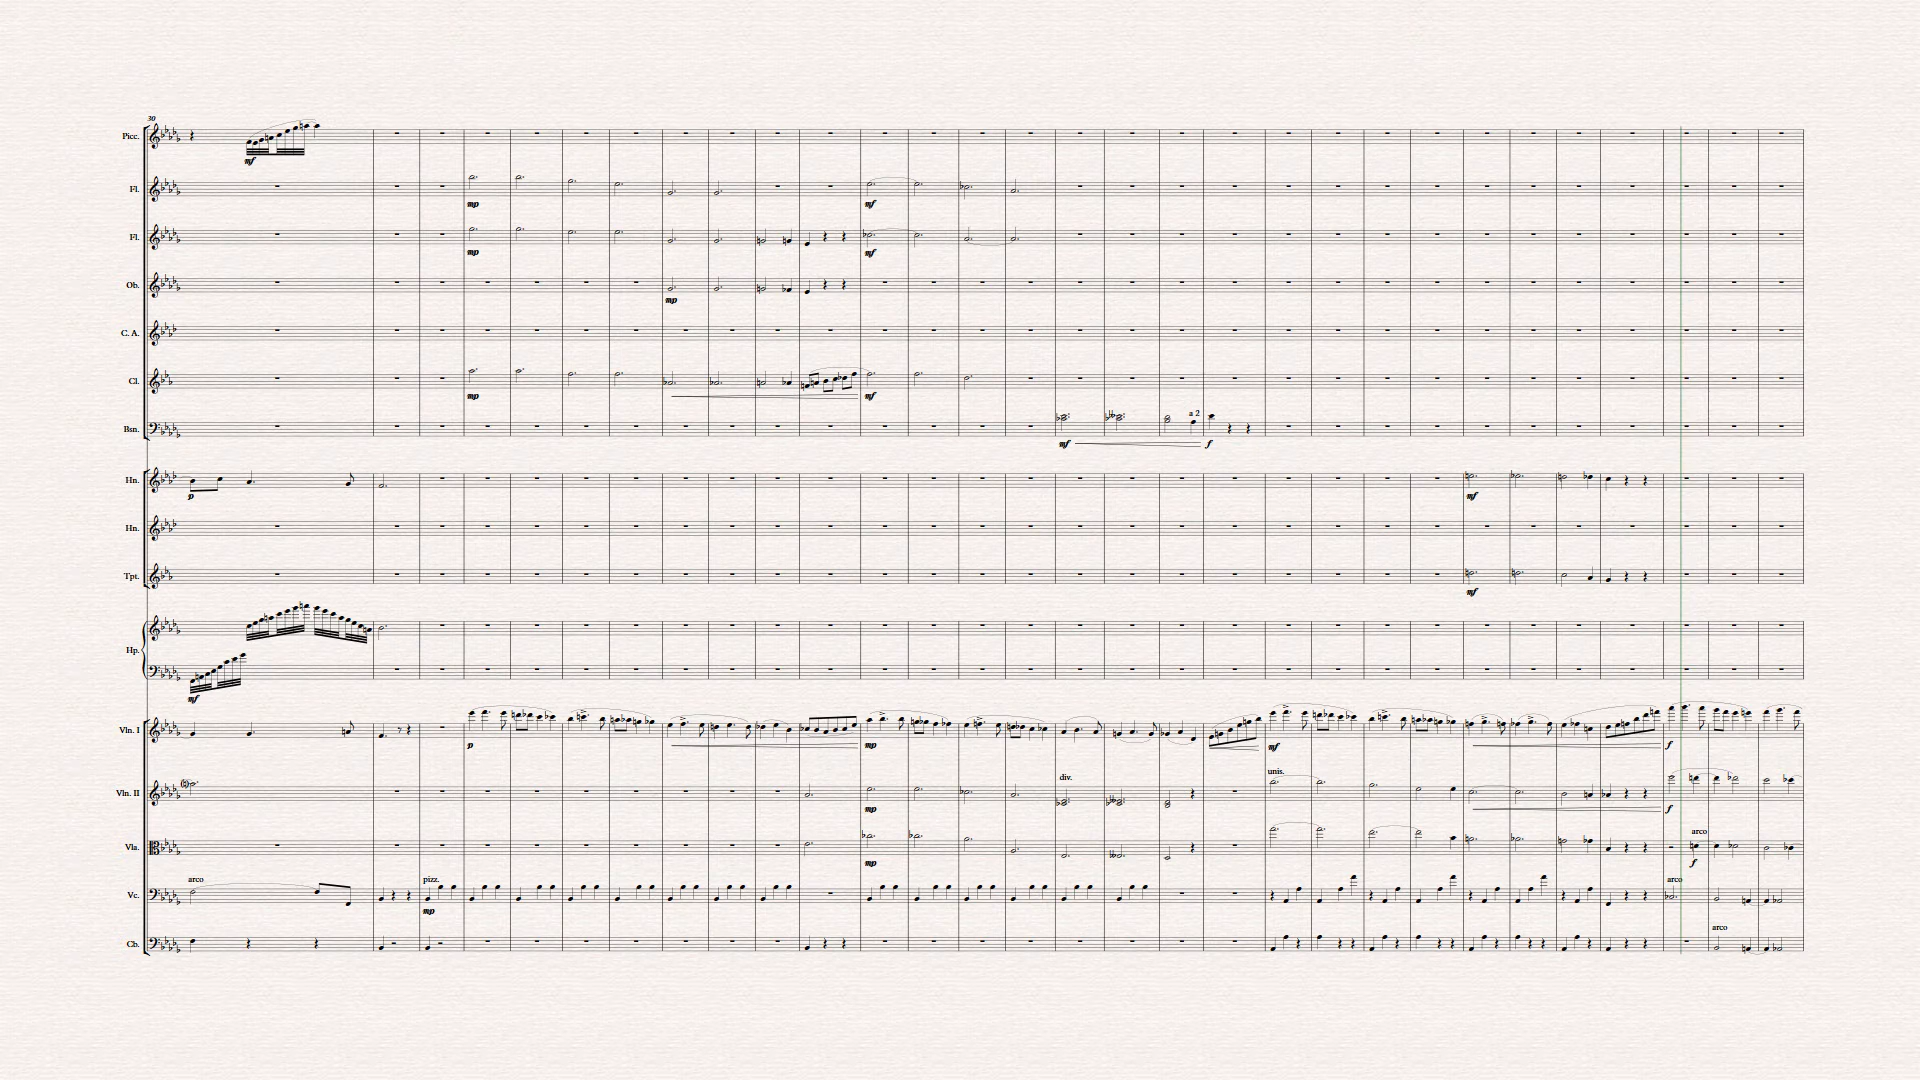 30
Picc.
mf
Fl.
mp
mf
Fl.
mp
mf
Ob.
mp
C. A.
Cl.
mp
mf
a 2
Bsn.
mf
f
Hn.
p
mf
Hn.
Tpt.
mf
Hp.
mf
Vln. I
p
mp
mf
f
div.
unis.
Vln. II
mp
f
arco
Vla.
mp
f
arco
pizz.
arco
Vc.
mp
arco
Cb.